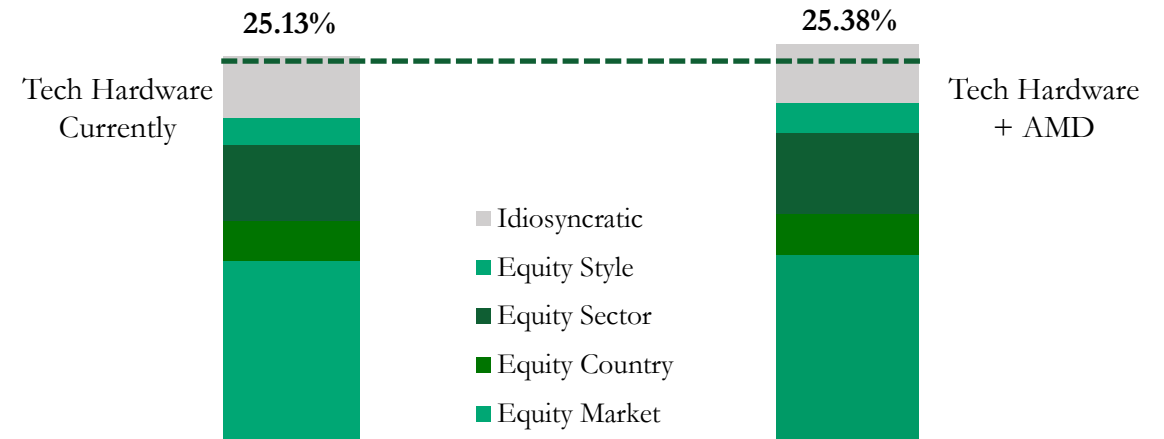 25.13%
25.38%
Tech Hardware
Currently
Tech Hardware
+ AMD
Idiosyncratic
Equity Style
Equity Sector
Equity Country
Equity Market